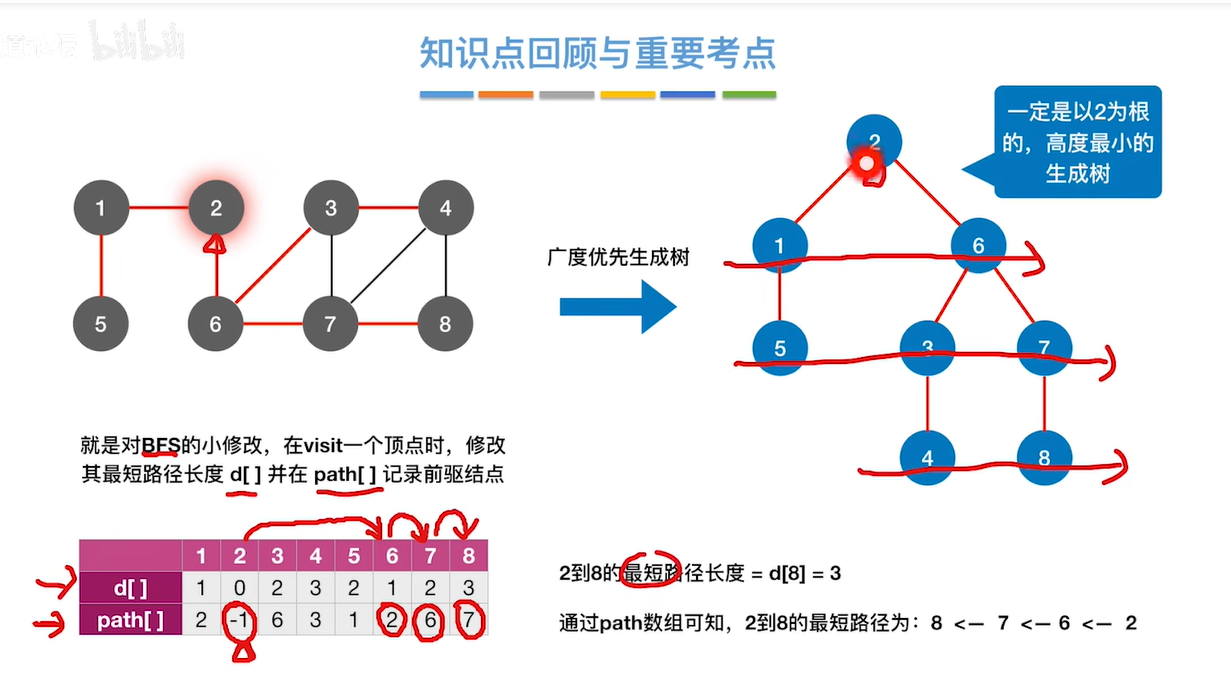 bilibili
知识点回顾与重要考点
一定是以2为根
的，高度最小的
生成树
2
1 2 3 4
1 6
广度优先生成树
5 6 7 8
5 3 7
4 8
就是对BFS的小修改，在visit一个顶点时，修改
其最短路径长度 d[ ] 并在 path[ ] 记录前驱结点
1 2 3 4 5 6 7 8
d[ ] 1 0 2 3 2 1 2 3
path[ ] 2 -1 6 3 1 2 6 7
2到8的最短路径长度 = d[8] = 3
通过path数组可知，2到8的最短路径为：8 <— 7 <— 6 <— 2